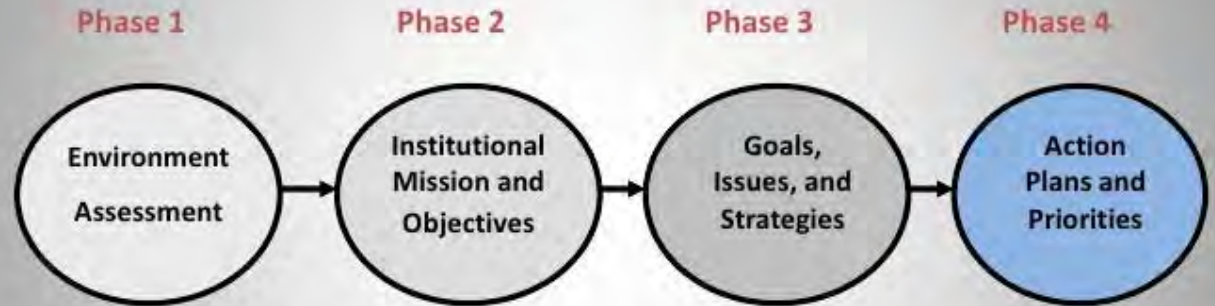 Phase 1
Phase 2
Phase 3
Phase 4
Environment
Assessment
Institutional
Mission and
Objectives
Goals,
Issues, and
Strategies
Action
Plans and
Priorities